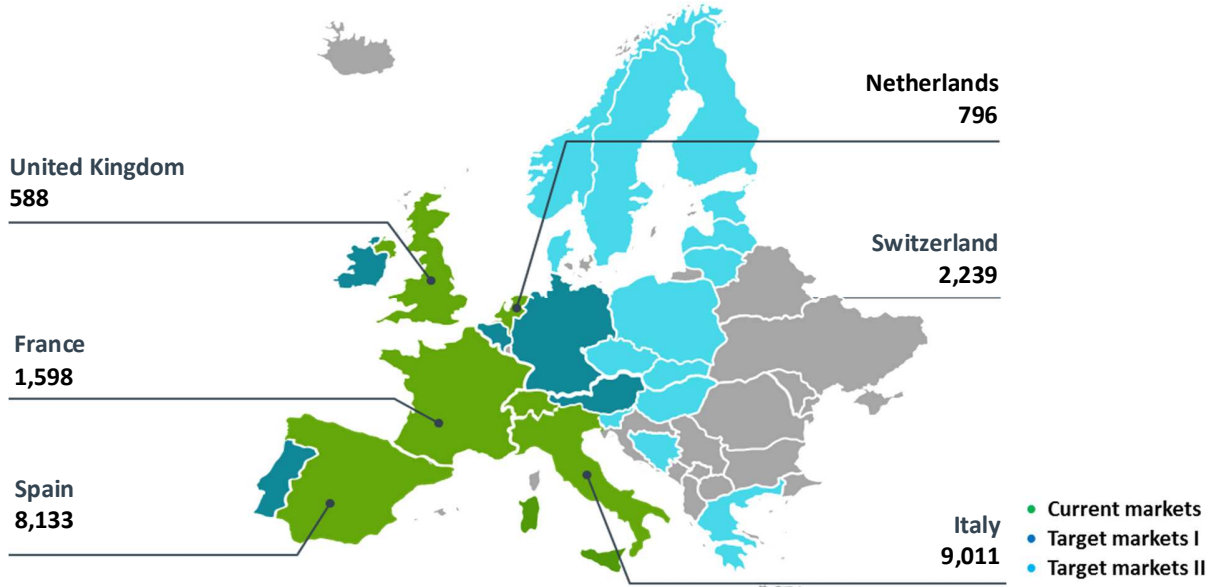 Netherlands
796
United Kingdom
588
Switzerland
2,239
France
1,598
Spain
8,133
Italy
9,011
Current markets
Target markets I
Target markets II